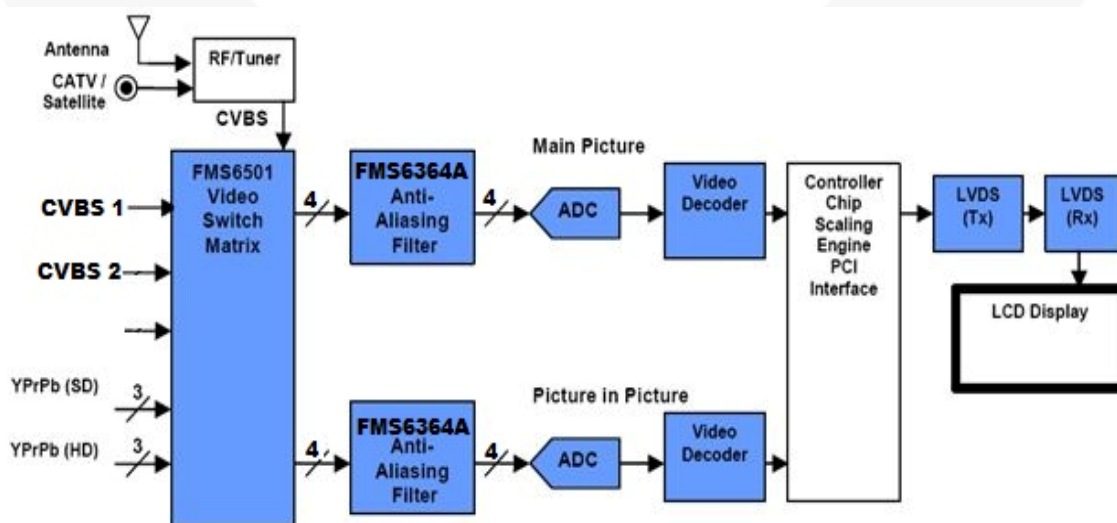 Antenna
CATV /
Satellite
RF/Tuner
CVBS
CVBS 1
CVBS 2
YPrPb (SD)
3
YPrPb (HD)
3
FMS6501
Video
Switch
Matrix
4
FMS6364A
Anti-
Aliasing
Filter
4
Main Picture
ADC
Video
Decoder
4
FMS6364A
Anti-
Aliasing
Filter
4
Picture in Picture
ADC
Video
Decoder
Controller
Chip
Scaling
Engine
PCI
Interface
LVDS
(Tx)
LVDS
(Rx)
LCD Display